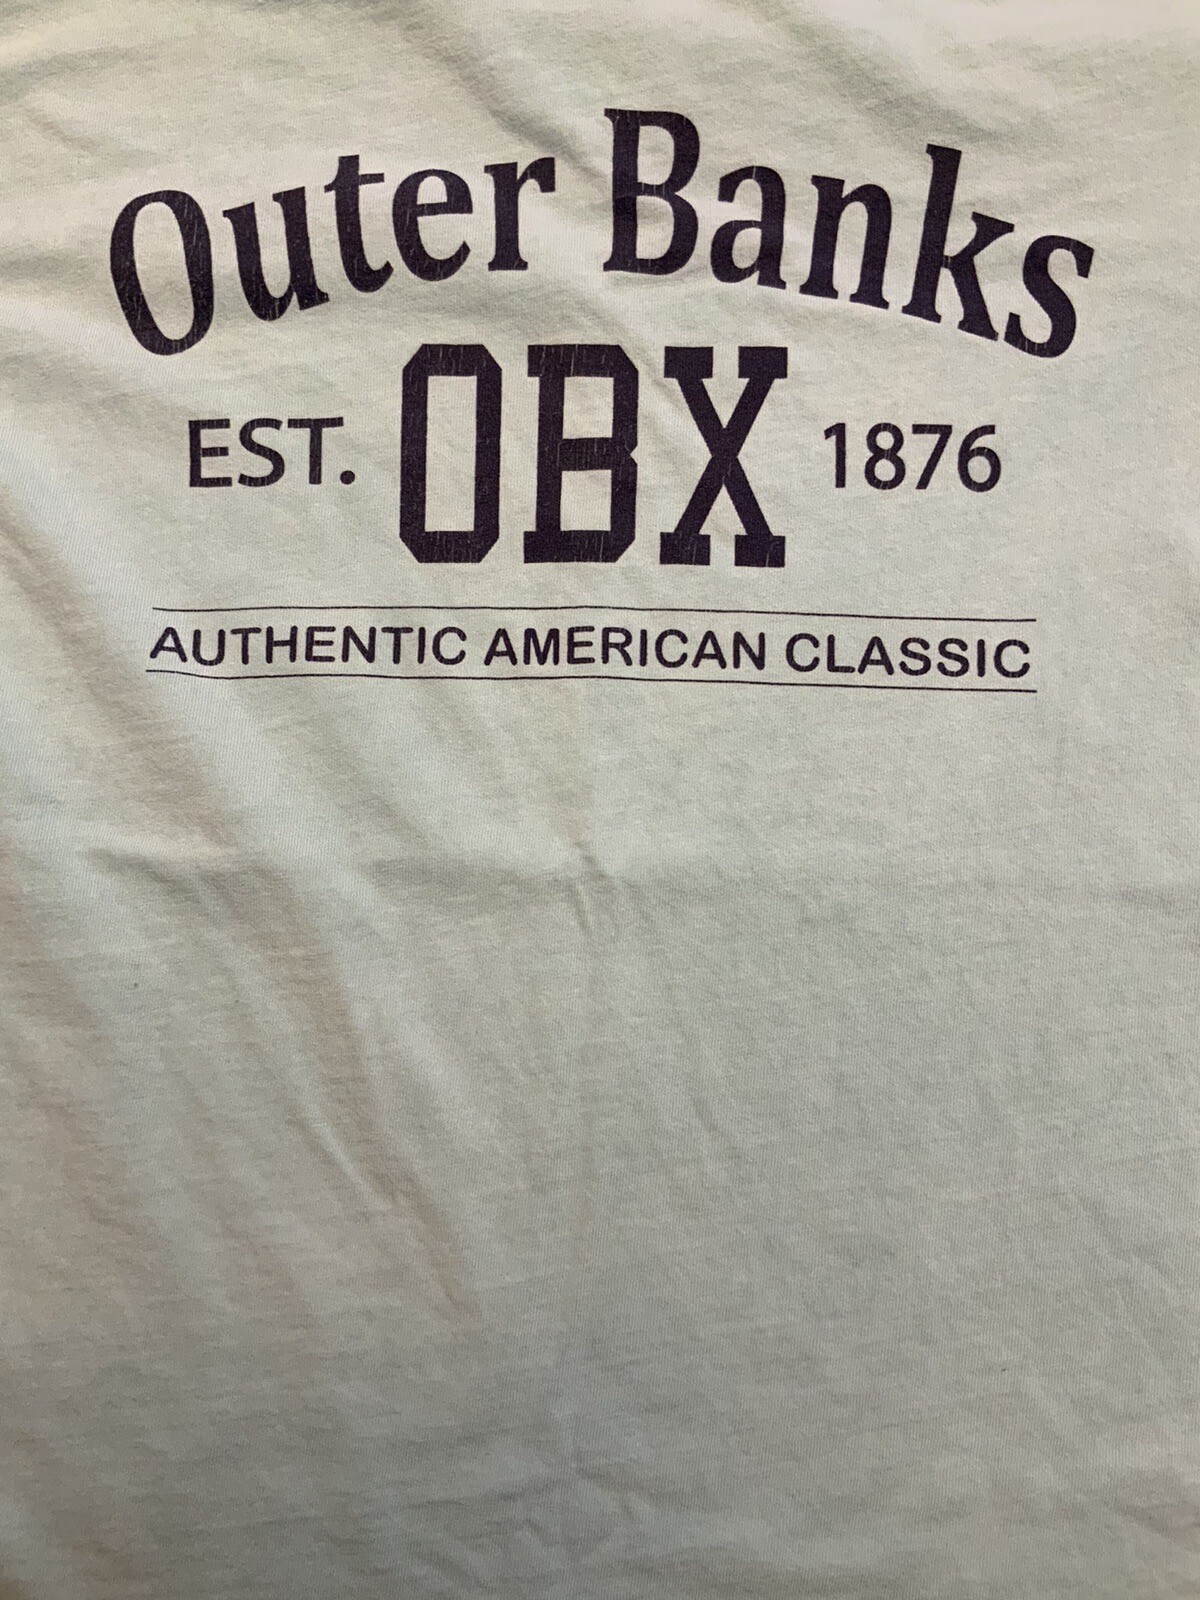 Outer Banks
EST. OBX 1876
AUTHENTIC AMERICAN CLASSIC